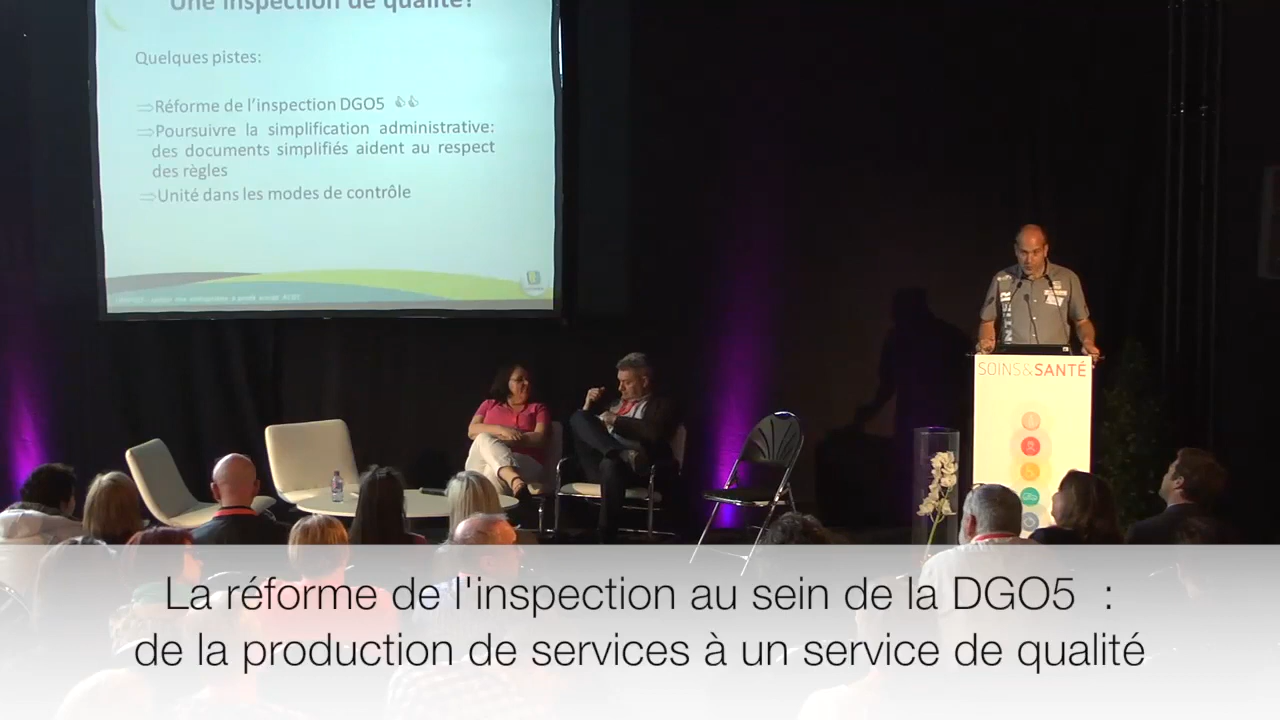 Une inspection de qualité?
Quelques pistes:
⇒Réforme de l'inspection DGO5
⇒Poursuivre la simplification administrative:
des documents simplifiés aident au respect
des règles
⇒Unité dans les modes de contrôle
SOINS&SANTÉ
La réforme de l'inspection au sein de la DGO5 :
de la production de services à un service de qualité